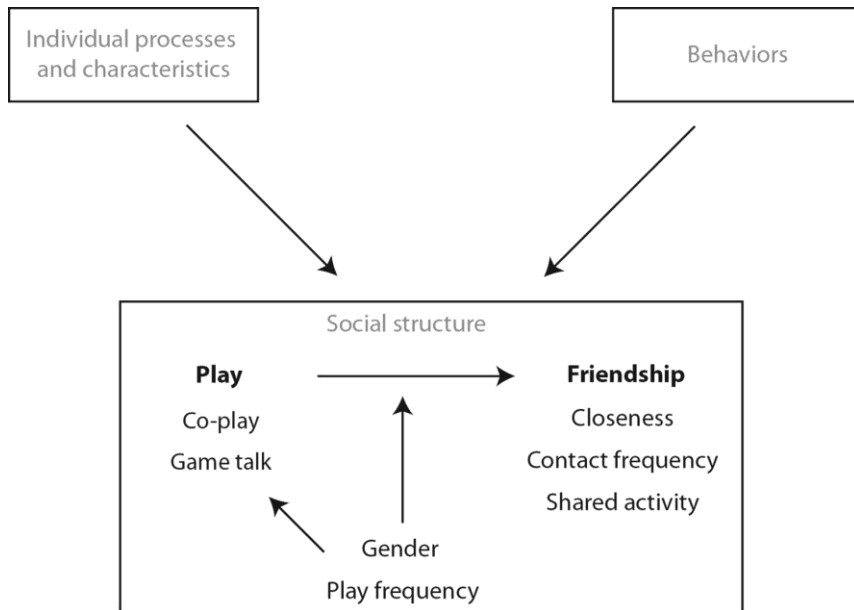 Individual processes
and characteristics
Behaviors
Social structure
Play
Friendship
Co-play
Closeness
Game talk
Contact frequency
Shared activity
Gender
Play frequency